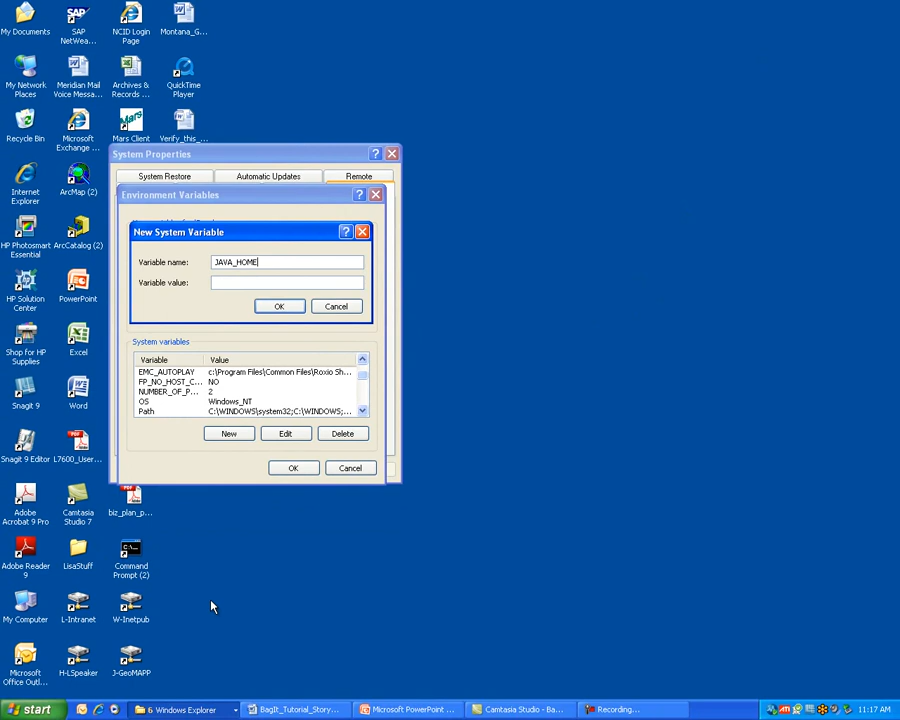 My Documents
SAP NetWea...
NCID Login Page
Montana_G...
My Network Places
Meridian Mail Voice Messa...
Archives & Records ...
QuickTime Player
Recycle Bin
Microsoft Exchange ...
Mars Client
Verify_this_...
Mars
Internet Explorer
ArcMap (2)
HP Photosmart Essential
ArcCatalog (2)
HP Solution Center
PowerPoint
Shop for HP Supplies
Excel
Snagit 9
Word
Snagit 9 Editor
L7600_User...
Adobe Acrobat 9 Pro
Camtasia Studio 7
biz_plan_p...
Adobe Reader 9
LisaStuff
Command Prompt (2)
My Computer
L-Intranet
W-Inetpub
Microsoft Office Outl...
H-LSpeaker
J-GeoMAPP
System Properties
System Restore
Automatic Updates
Remote
Environment Variables
New System Variable
Variable name:
JAVA_HOME
Variable value:
OK
Cancel
System variables
Variable
Value
EMC_AUTOPLAY
c:\Program Files\Common Files\Roxio Sh...
FP_NO_HOST_C...
NO
NUMBER_OF_P...
2
OS
Windows_NT
Path
C:\WINDOWS\system32;C:\WINDOWS;...
New
Edit
Delete
OK
Cancel
start
6 Windows Explorer
BagIt_Tutorial_Story...
Microsoft PowerPoint ...
Camtasia Studio - Ba...
Recording...
11:17 AM